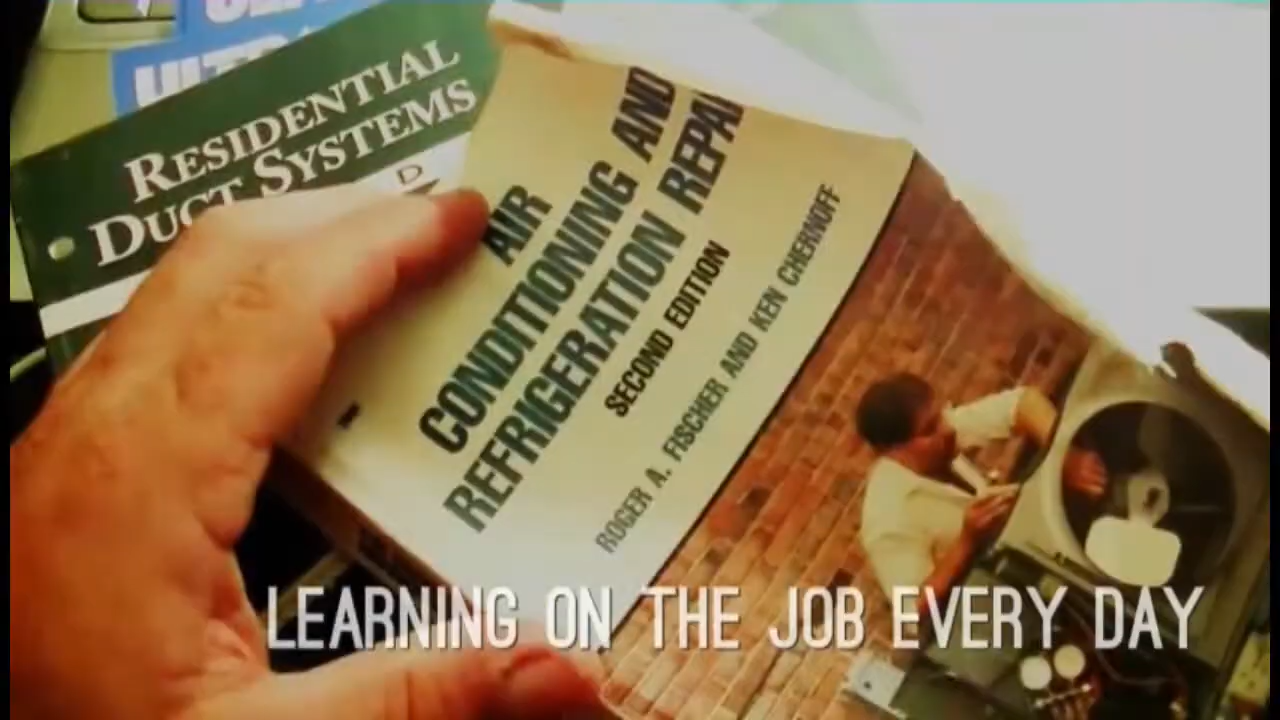 RESIDENTIAL
DUCT SYSTEMS
D
AIR
CONDITIONING AND
REFRIGERATION REPAI
SECOND EDITION
ROGER A. FISCHER AND KEN CHERNOFF
LEARNING ON THE JOB EVERY DAY